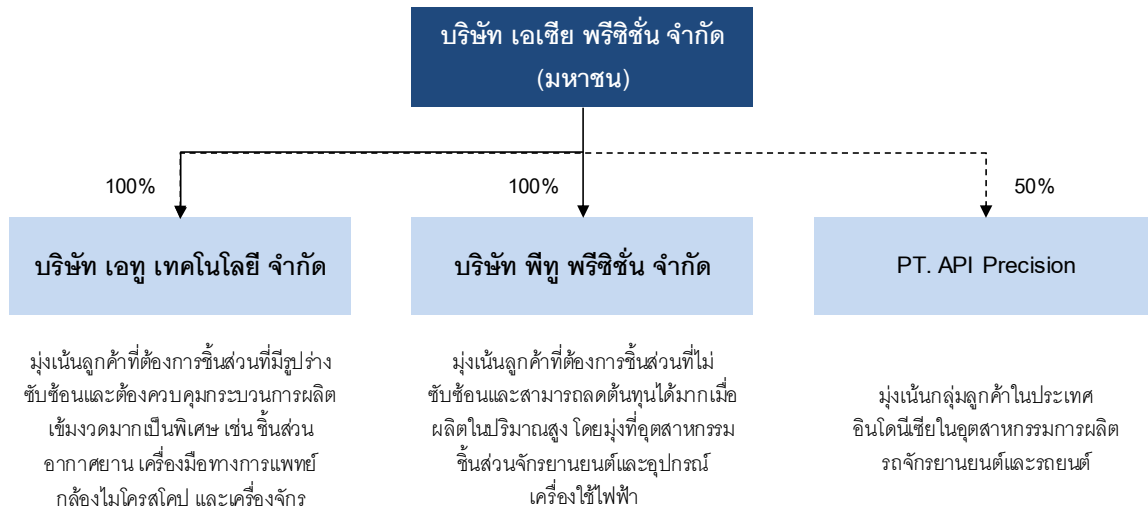 บริษัท เอเซีย พรีซิชั่น จำกัด
(มหาชน)
100%
100%
50%
บริษัท เอทู เทคโนโลยี จำกัด
บริษัท พีทู พรีซิชั่น จำกัด
PT. API Precision
มุ่งเน้นลูกค้าที่ต้องการชิ้นส่วนที่มีรูปร่าง
ซับซ้อนและต้องควบคุมกระบวนการผลิต
เข้มงวดมากเป็นพิเศษ เช่น ชิ้นส่วน
อากาศยาน เครื่องมือทางการแพทย์
กล้องไมโครสโคป และเครื่องจักร
มุ่งเน้นลูกค้าที่ต้องการชิ้นส่วนที่ไม่
ซับซ้อนและสามารถลดต้นทุนได้มากเมื่อ
ผลิตในปริมาณสูง โดยมุ่งที่อุตสาหกรรม
ชิ้นส่วนจักรยานยนต์และอุปกรณ์
เครื่องใช้ไฟฟ้า
มุ่งเน้นกลุ่มลูกค้าในประเทศ
อินโดนีเซียในอุตสาหกรรมการผลิต
รถจักรยานยนต์และรถยนต์